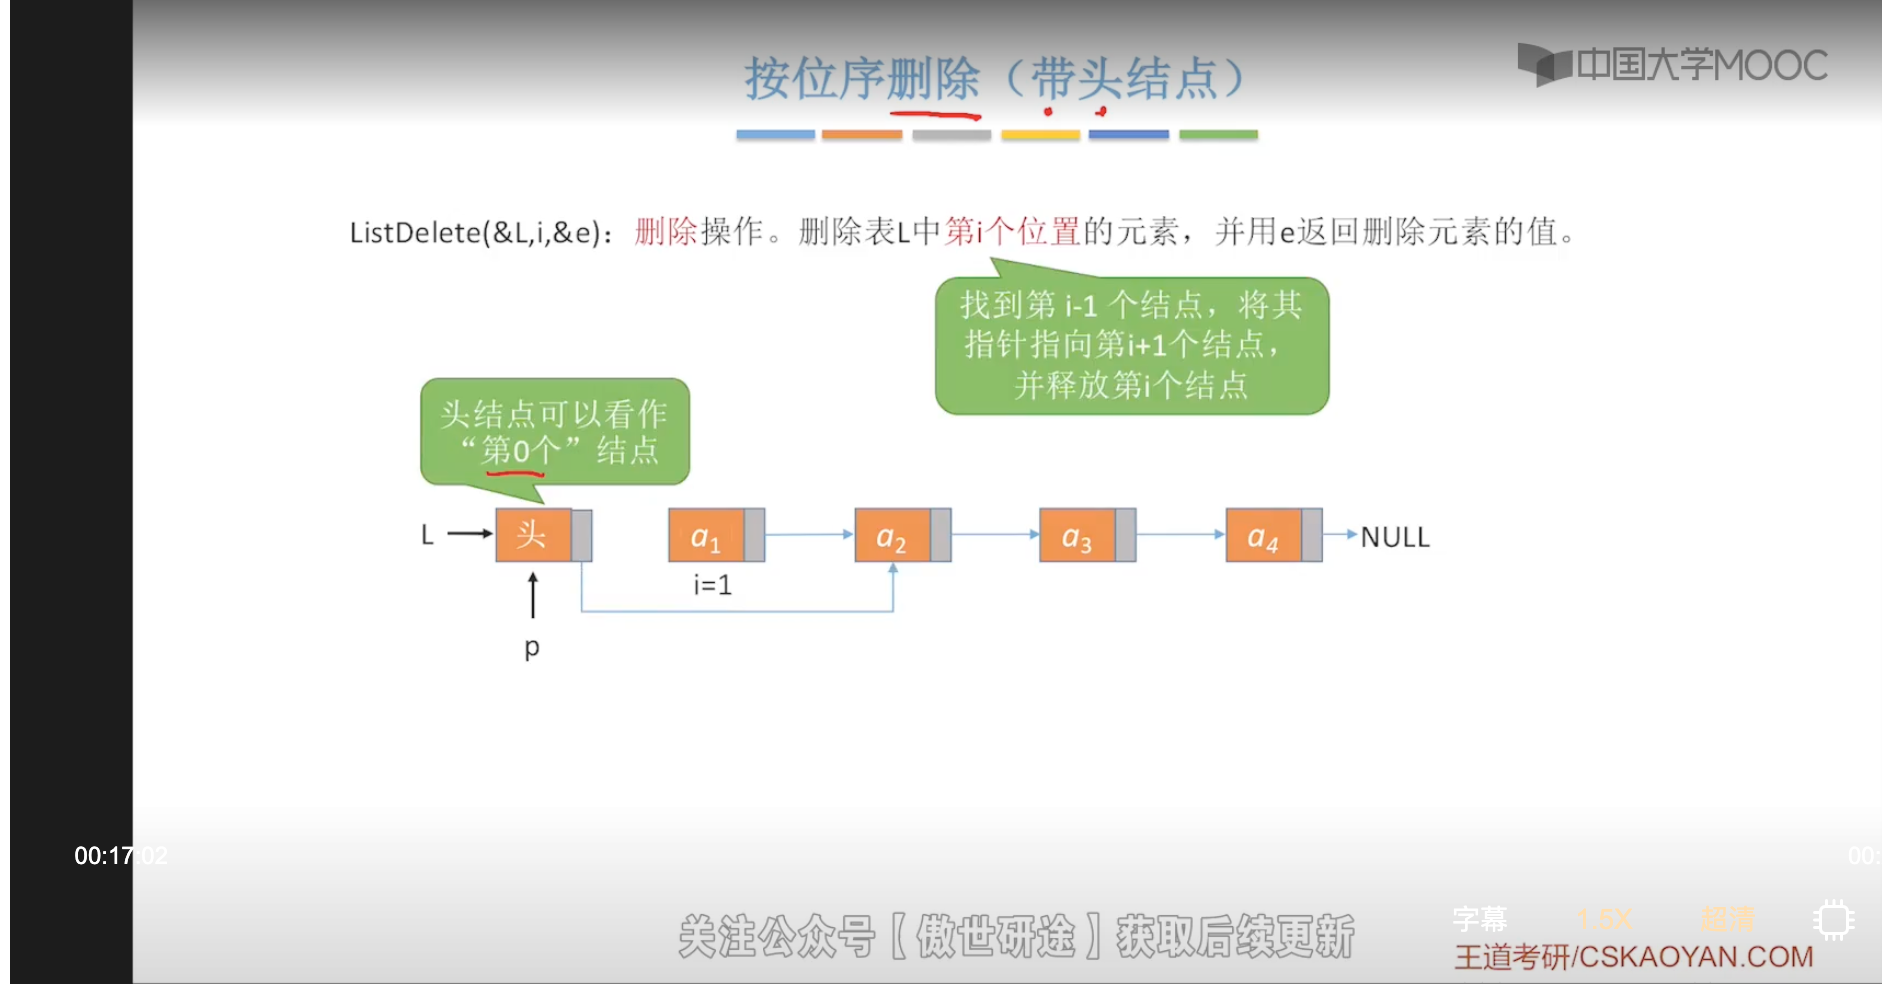 按位序删除（带头结点）
中国大学MOOC
ListDelete(&L,i,&e)：删除操作。删除表L中第i个位置的元素，并用e返回删除元素的值。
找到第 i-1 个结点，将其
指针指向第i+1个结点，
并释放第i个结点
头结点可以看作
“第0个”结点
L 头 a1 a2 a3 a4 NULL
i=1
p
00:17:02
00:
字幕 1.5X 超清
关注公众号【傲世研途】获取后续更新
王道考研/CSKAOYAN.COM